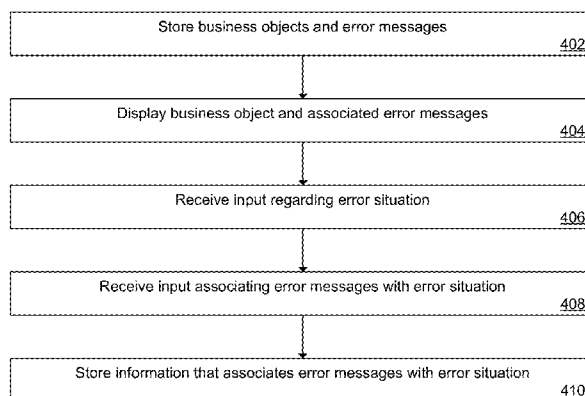 Store business objects and error messages
402
Display business object and associated error messages
404
Receive input regarding error situation
406
Receive input associating error messages with error situation
408
Store information that associates error messages with error situation
410